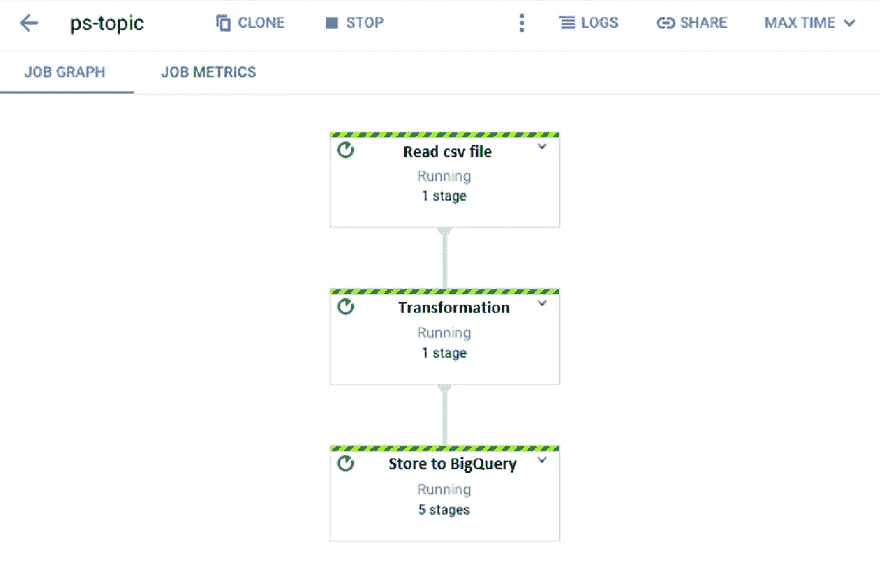 ps-topic CLONE STOP LOGS SHARE MAX TIME
JOB GRAPH JOB METRICS
Read csv file
Running
1 stage
Transformation
Running
1 stage
Store to BigQuery
Running
5 stages